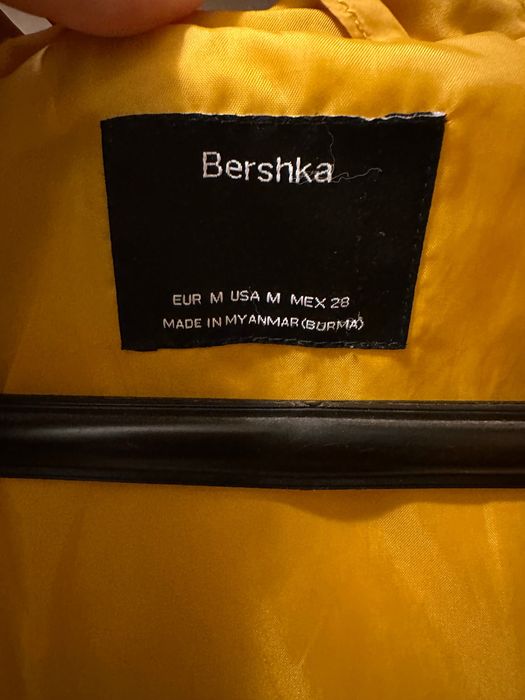 Bershka
EUR M USA M MEX 28
MADE IN MYANMAR (BURMA)